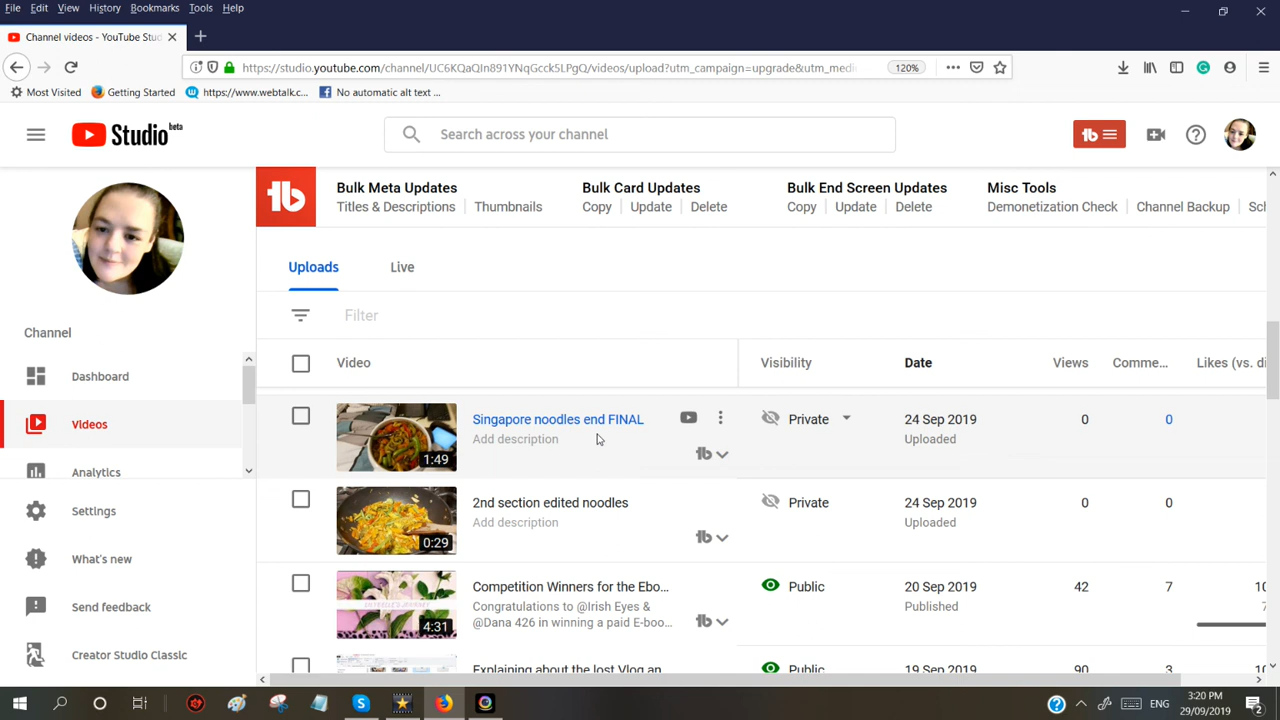 File Edit View History Bookmarks Tools Help
Channel videos - YouTube Stud
https://studio.youtube.com/channel/UC6KQaQIn891YNqGcck5LPgQ/videos/upload?utm_campaign=upgrade&utm_medi 120%
Most Visited Getting Started https://www.webtalk.c... No automatic alt text ...
Studio beta
Search across your channel
Bulk Meta Updates Bulk Card Updates Bulk End Screen Updates Misc Tools
Titles & Descriptions Thumbnails Copy Update Delete Copy Update Delete Demonetization Check Channel Backup Sch
Uploads Live
Filter
Channel
Video Visibility Date Views Comme... Likes (vs. di
Dashboard
Videos
Analytics
Settings
What's new
Send feedback
Creator Studio Classic
Singapore noodles end FINAL Private 24 Sep 2019 0 0
Add description Uploaded
1:49
2nd section edited noodles Private 24 Sep 2019 0 0
Add description Uploaded
0:29
Competition Winners for the Ebo... Public 20 Sep 2019 42 7 10
Congratulations to @Irish Eyes & Published
@Dana 426 in winning a paid E-boo...
4:31
Explaining about the lost Vlog an Public 19 Sep 2019 90 3 10
ENG 3:20 PM
29/09/2019
2